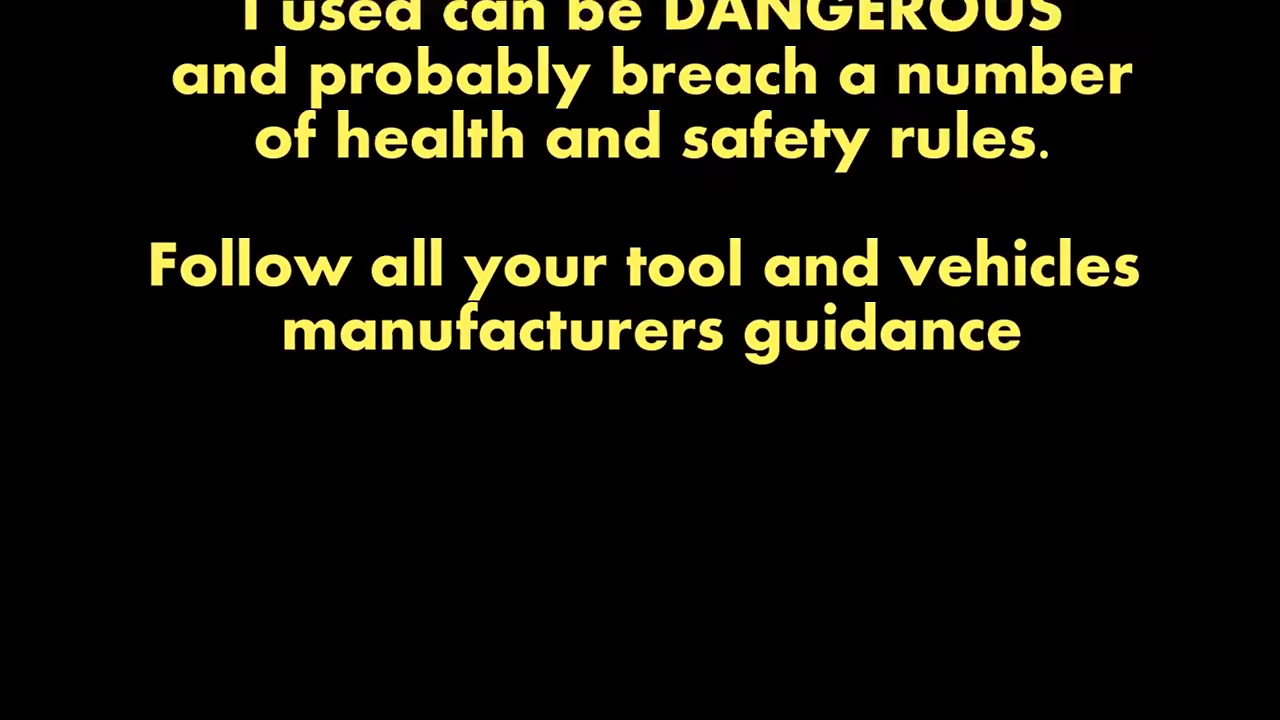 I used can be DANGEROUS
and probably breach a number
of health and safety rules.
Follow all your tool and vehicles
manufacturers guidance